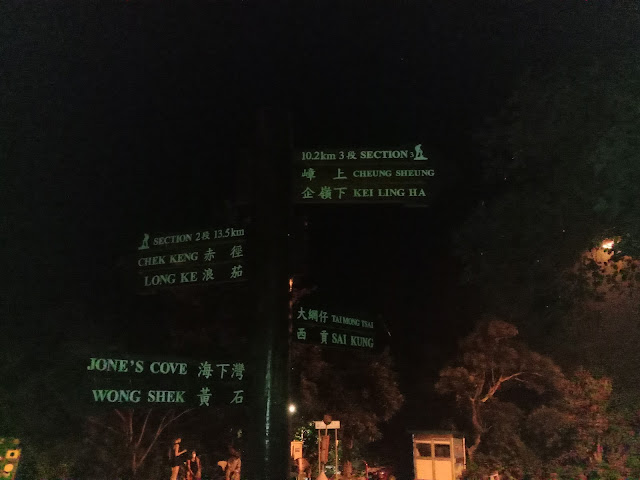 10.2km 3段 SECTION 3
嶂 上 CHEUNG SHEUNG
企嶺下 KEI LING HA
SECTION 2段 13.5km
CHEK KENG 赤 徑
LONG KE 浪 茄
大網仔 TAI MONG TSAI
西 貢 SAI KUNG
JONE'S COVE 海下灣
WONG SHEK 黃 石